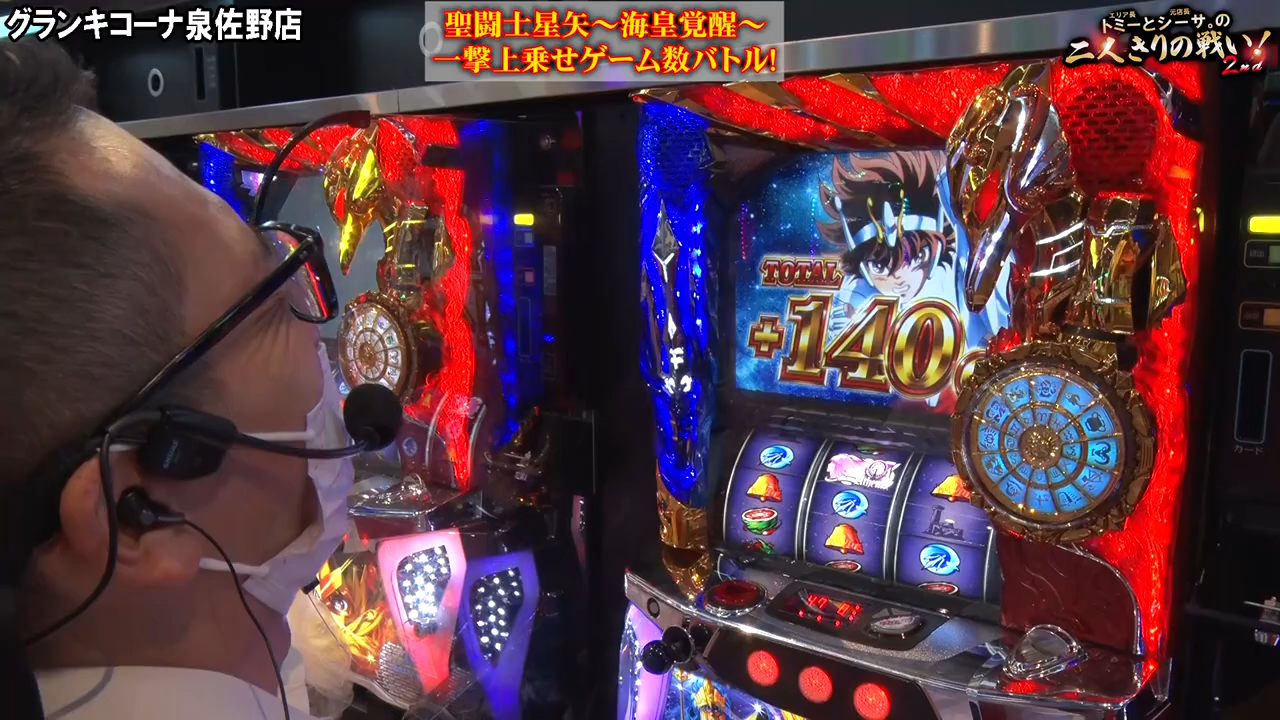 グランキコーナ泉佐野店
聖闘士星矢～海皇覚醒～
一撃上乗せゲーム数バトル!
エリア長 元店長
トミーとシーサ。の
二人きりの戦い!
2nd
TOTAL
+140
カード